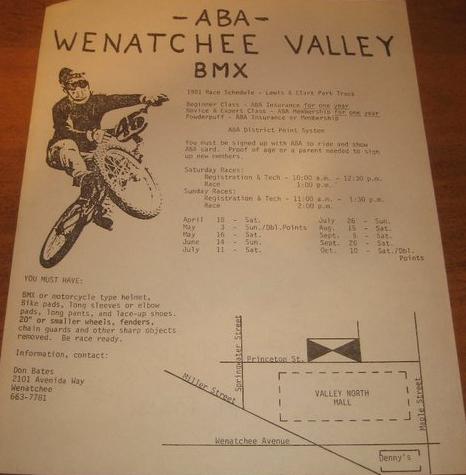 -ABA-
WENATCHEE VALLEY
BMX
1981 Race Schedule - Lewis & Clark Park Track
Beginner Class - ABA Insurance for one year
Novice & Expert Class - ABA Membership for one year
Powderpuff - ABA Insurance or Membership
ABA District Point System
You must be signed up with ABA to ride and show
ABA card. Proof of age or a parent needed to sign
up new members.
Saturday Races:
Registration & Tech - 10:00 a.m. - 12:30 p.m.
Race 1:00 p.m.
Sunday Races:
Registration & Tech - 11:00 a.m. - 1:30 p.m.
Race 2:00 p.m.
April 18 - Sat. July 26 - Sun.
May 3 - Sun./Dbl.Points Aug. 15 - Sat.
May 16 - Sat. Sept. 5 - Sat.
June 14 - Sun. Sept. 26 - Sat.
July 11 - Sat. Oct. 10 - Sat./Dbl.
Points
YOU MUST HAVE:
BMX or motorcycle type helmet,
Bike pads, long sleeves or elbow
pads, long pants, and lace-up shoes.
20" or smaller wheels, fenders,
chain guards and other sharp objects
removed. Be race ready.
Information, contact:
Don Bates
2101 Avenida Way
Wenatchee
663-7781
Springwater Street
Princeton St.
Miller Street
VALLEY NORTH
MALL
Maple Street
Wenatchee Avenue
Denny's